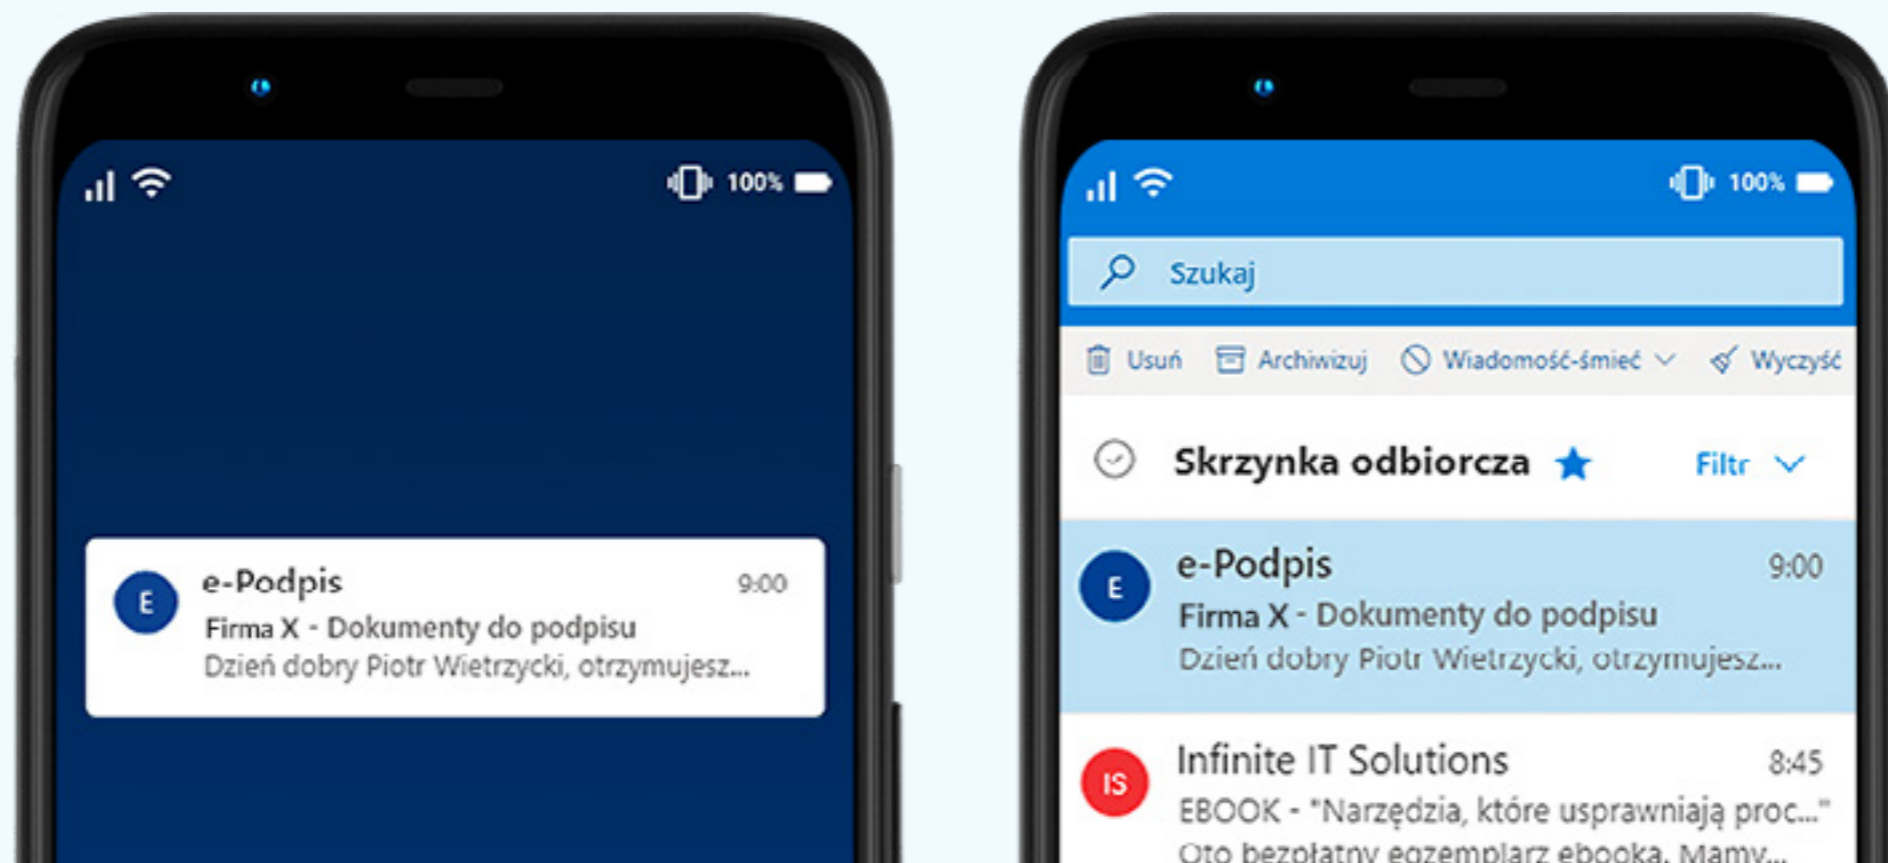 100%
E
e-Podpis
9:00
Firma X - Dokumenty do podpisu
Dzień dobry Piotr Wietrzycki, otrzymujesz...
100%
Szukaj
Usuń Archiwizuj Wiadomość-śmieć Wyczyść
Skrzynka odbiorcza Filtr
E
e-Podpis
9:00
Firma X - Dokumenty do podpisu
Dzień dobry Piotr Wietrzycki, otrzymujesz...
IS
Infinite IT Solutions
8:45
EBOOK - "Narzędzia, które usprawniają proc..."
Oto bezpłatny egzemplarz ebooka. Mamy...